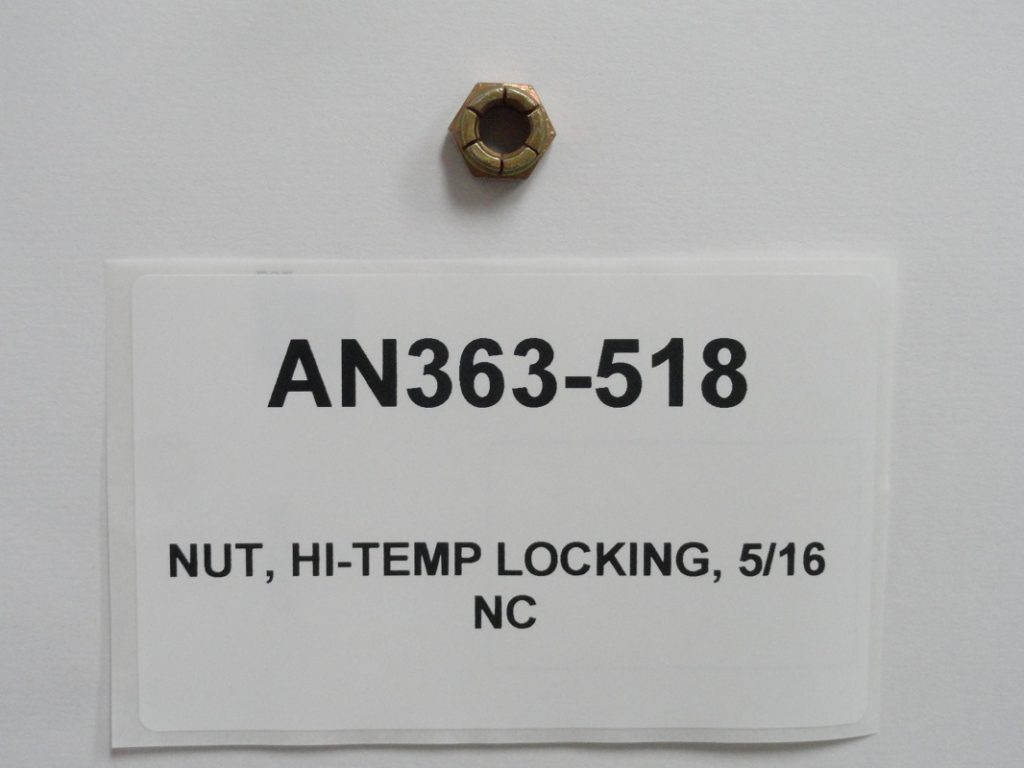 AN363-518
NUT, HI-TEMP LOCKING, 5/16
NC